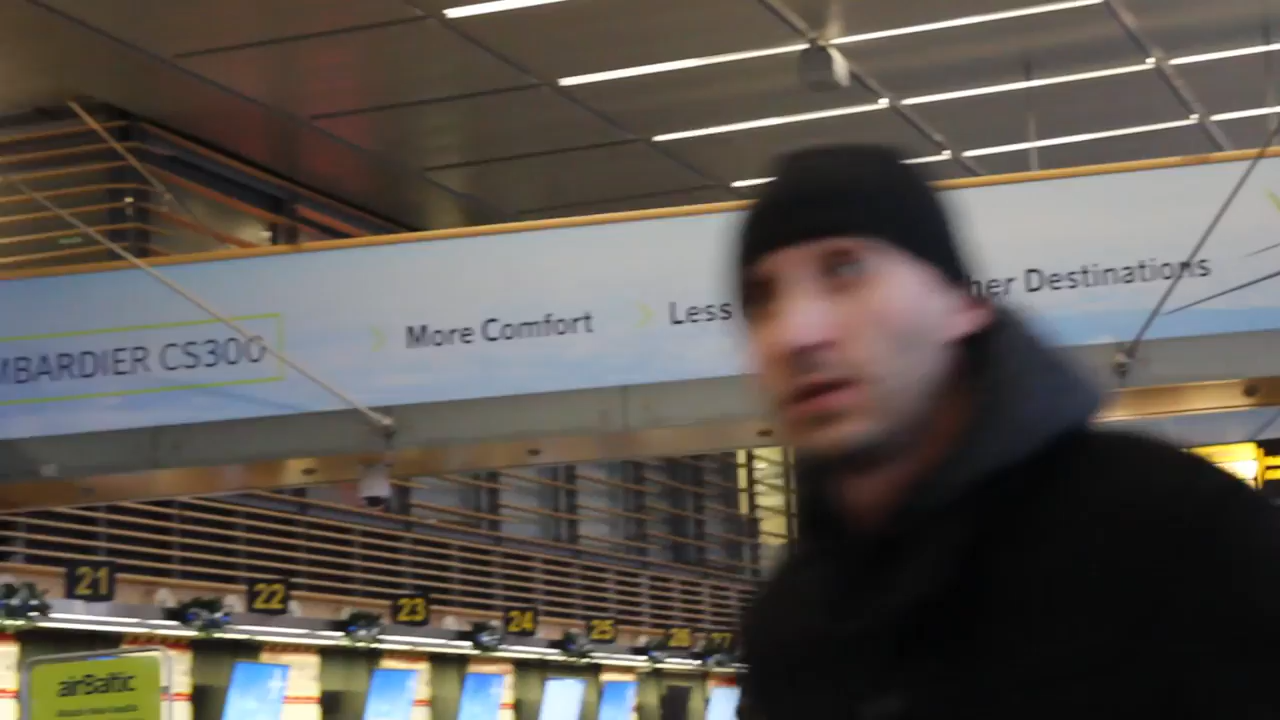 MBARDIER CS300
More Comfort
Less
her Destinations
21
22
23
24
25
26
27
airBaltic